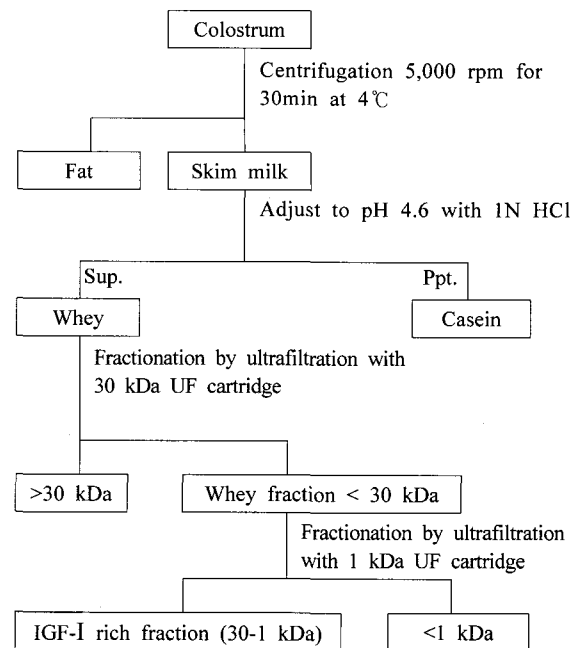 Colostrum
Centrifugation 5,000 rpm for
30min at 4℃
Fat
Skim milk
Adjust to pH 4.6 with 1N HCl
Sup.
Ppt.
Whey
Casein
Fractionation by ultrafiltration with
30 kDa UF cartridge
>30 kDa
Whey fraction < 30 kDa
Fractionation by ultrafiltration
with 1 kDa UF cartridge
IGF-I rich fraction (30-1 kDa)
<1 kDa